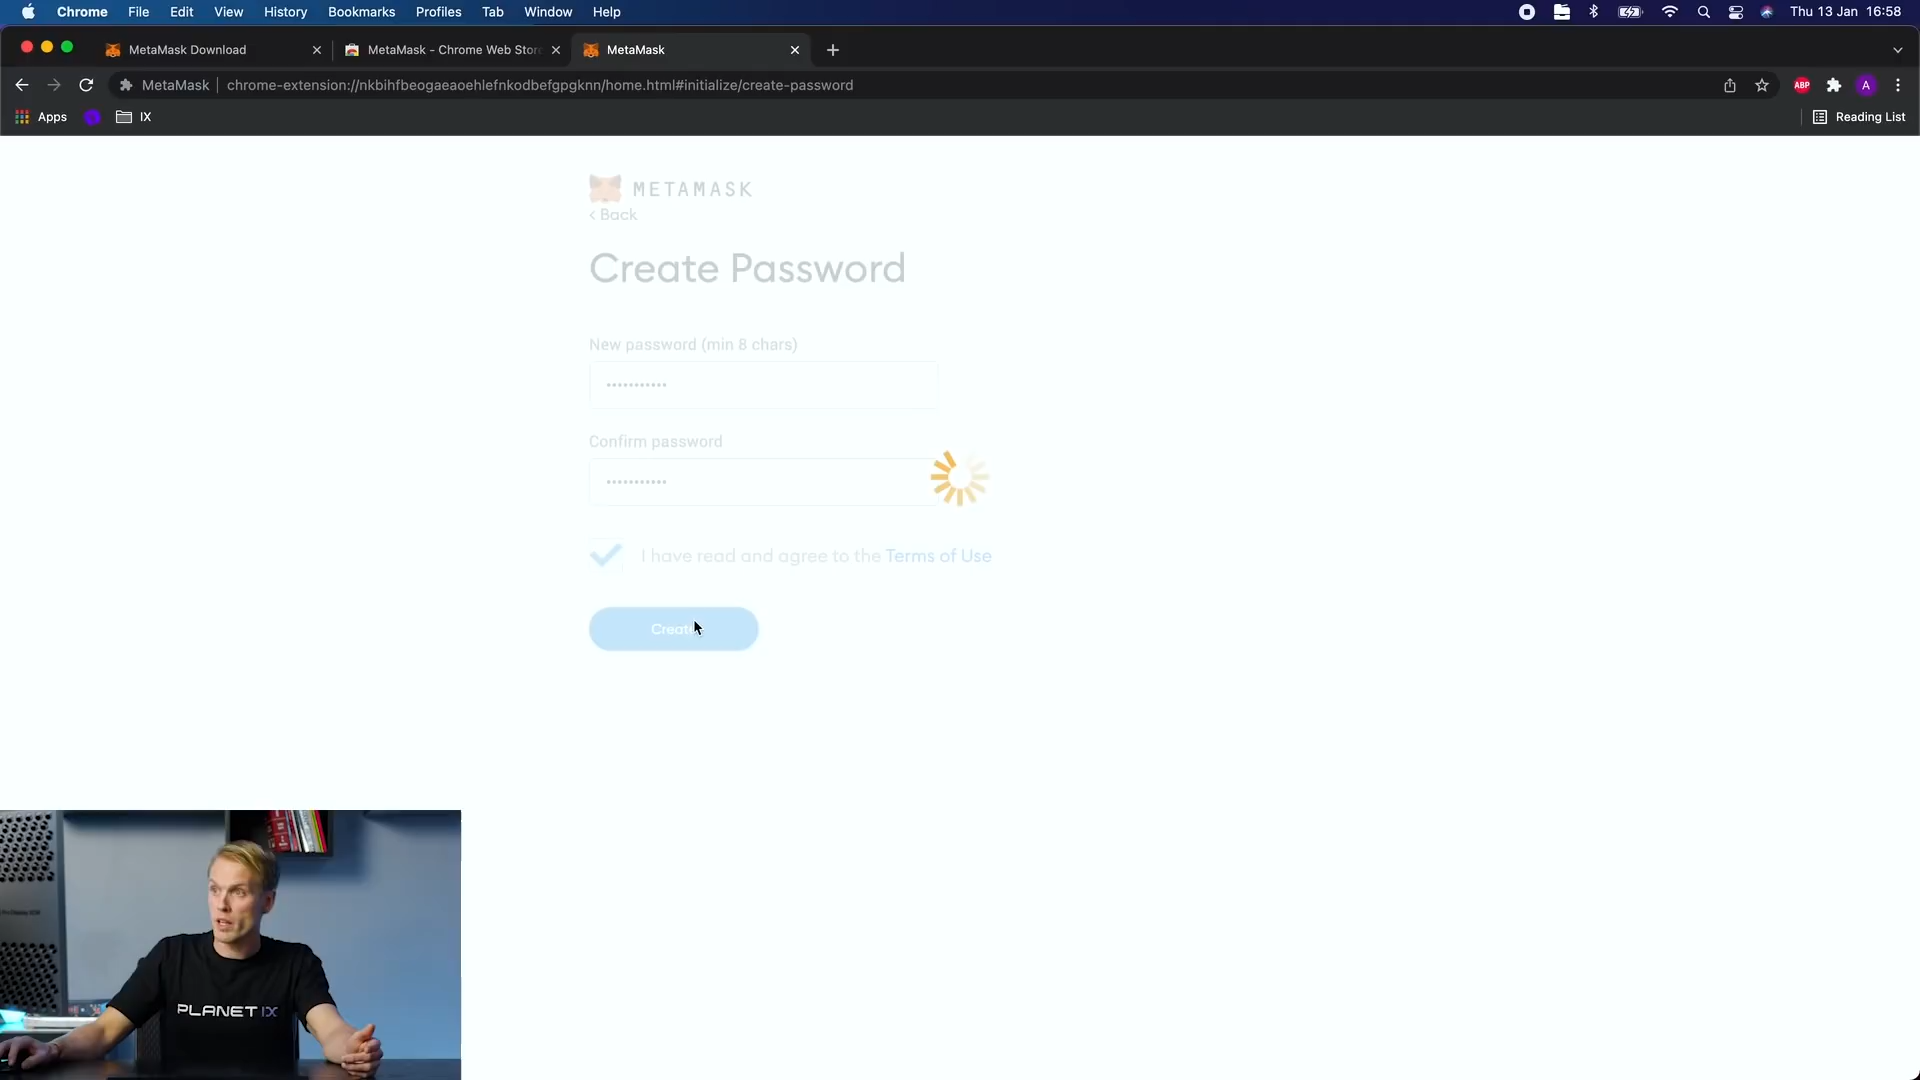 Chrome File Edit View History Bookmarks Profiles Tab Window Help Thu 13 Jan 16:58
MetaMask Download MetaMask - Chrome Web Stor MetaMask
MetaMask chrome-extension://nkbihfbeogaeaoehlefnkodbefgpgknn/home.html#initialize/create-password ABP A
Apps IX Reading List
METAMASK
< Back
Create Password
New password (min 8 chars)
•••••••••••
Confirm password
•••••••••••
I have read and agree to the Terms of Use
Create
PLANET IX